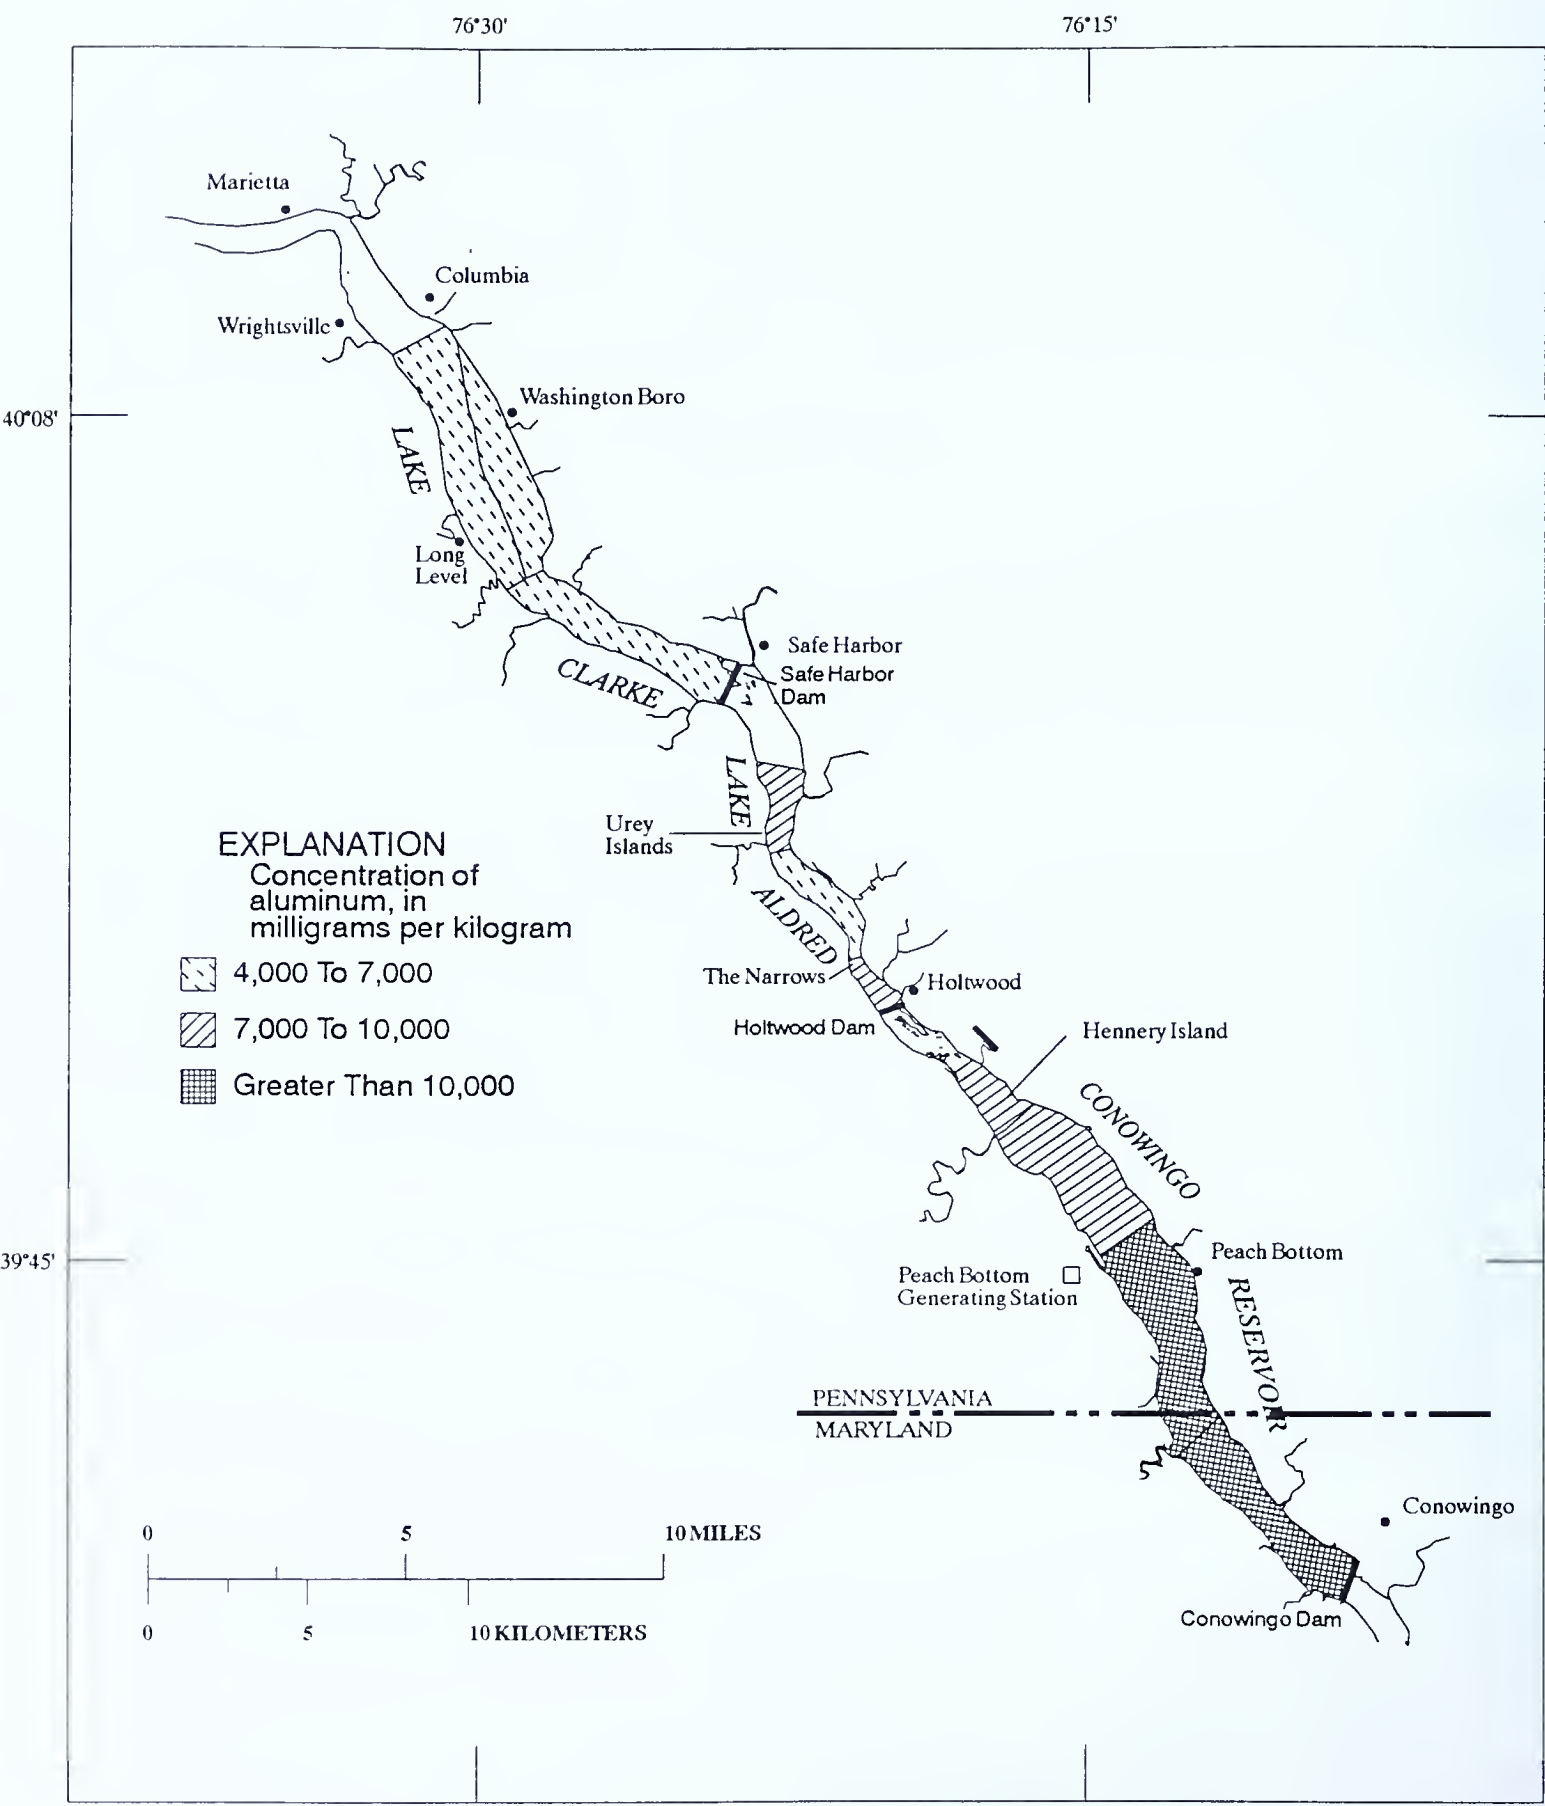 76°30'
76°15'
Marietta
Columbia
Wrightsville
Washington Boro
40°08'
LAKE
Long
Level
Safe Harbor
Safe Harbor
Dam
CLARKE
LAKE
Urey
Islands
EXPLANATION
Concentration of
aluminum, in
milligrams per kilogram
4,000 To 7,000
7,000 To 10,000
Greater Than 10,000
ALDRED
The Narrows
Holtwood
Holtwood Dam
Hennery Island
CONOWINGO
39°45'
Peach Bottom
Peach Bottom
Generating Station
RESERVOIR
PENNSYLVANIA
MARYLAND
Conowingo
0 5 10 MILES
0 5 10 KILOMETERS
Conowingo Dam